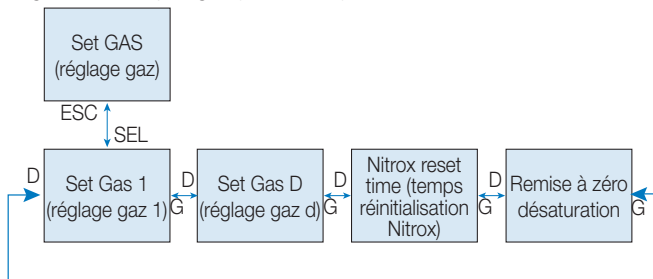 Set GAS
(réglage gaz)
ESC
SEL
D
Set Gas 1
(réglage gaz 1)
D
G
Set Gas D
(réglage gaz d)
D
G
Nitrox reset
time (temps
réinitialisation
Nitrox)
D
G
Remise à zéro
désaturation
G